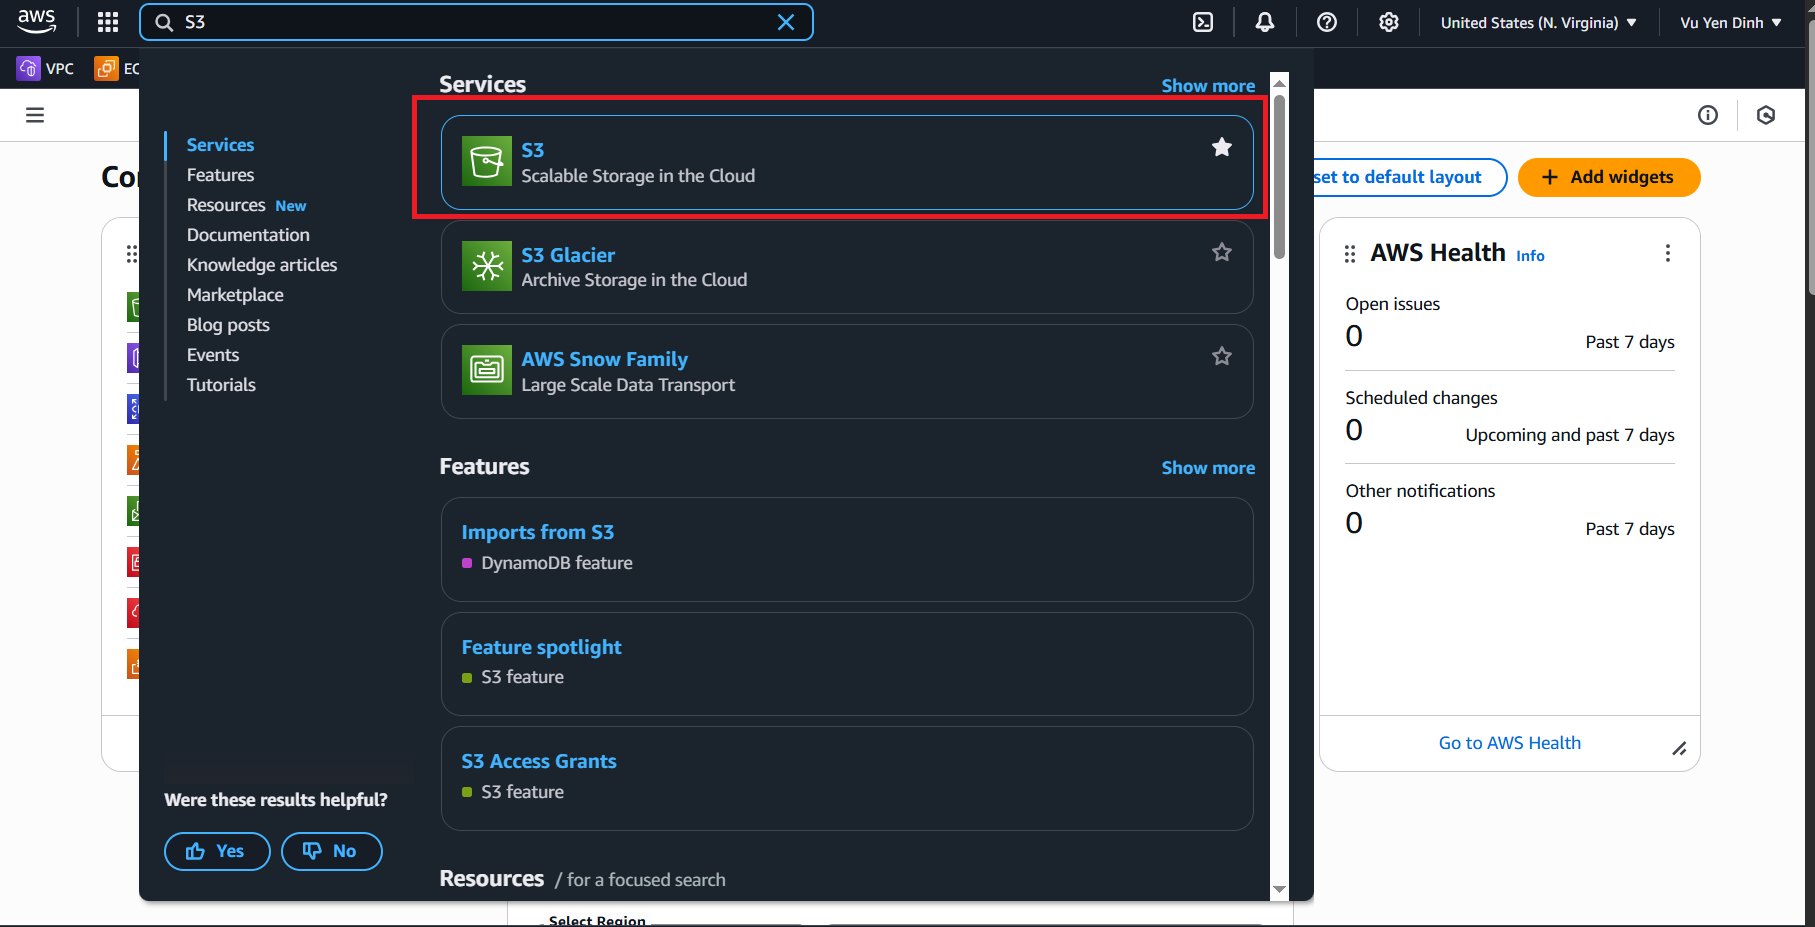 aws
S3
United States (N. Virginia)
Vu Yen Dinh
VPC
EC
Services
Show more
Services
Features
Resources New
Documentation
Knowledge articles
Marketplace
Blog posts
Events
Tutorials
S3
Scalable Storage in the Cloud
S3 Glacier
Archive Storage in the Cloud
AWS Snow Family
Large Scale Data Transport
Features
Show more
Imports from S3
DynamoDB feature
Feature spotlight
S3 feature
S3 Access Grants
S3 feature
Resources / for a focused search
Were these results helpful?
Yes
No
Co
set to default layout
+ Add widgets
AWS Health Info
Open issues
0
Past 7 days
Scheduled changes
0
Upcoming and past 7 days
Other notifications
0
Past 7 days
Go to AWS Health
Select Region